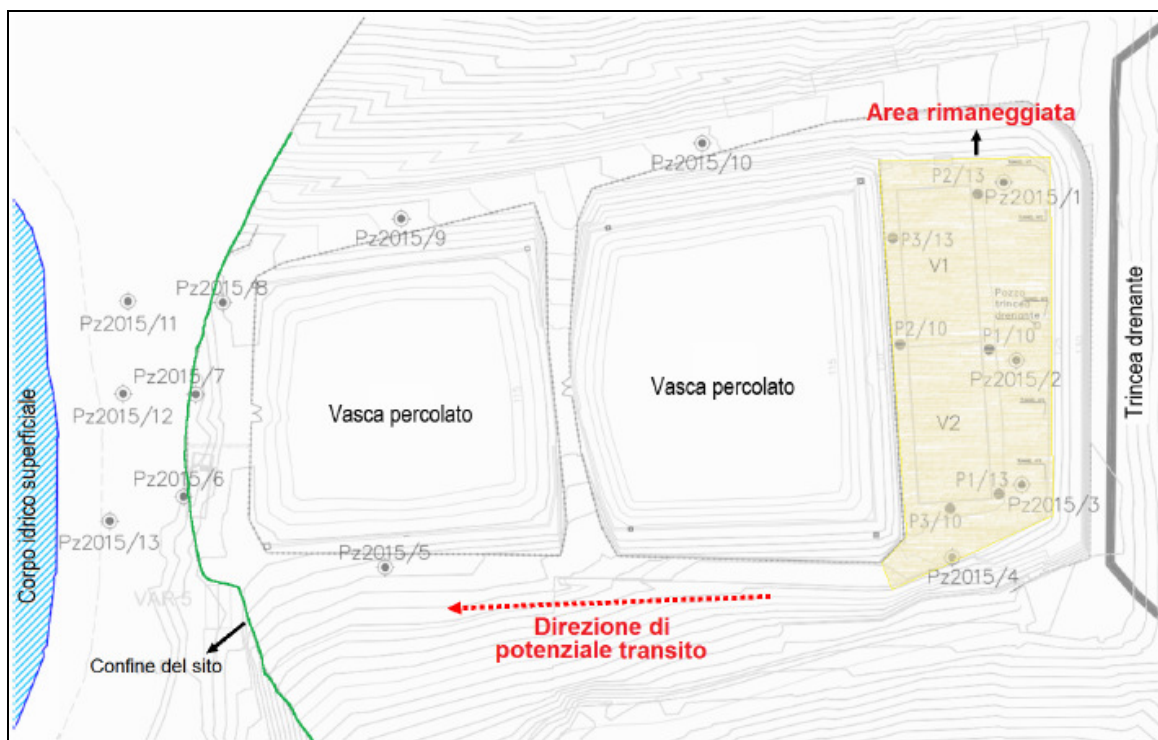 Area rimaneggiata
Pz2015/10
P2/13
Pz2015/1
Pz2015/9
P3/13
V1
Pz2015/8
Pz2015/11
Pozzo
trincea
drenante
P2/10
P1/10
Pz2015/2
Pz2015/7
Pz2015/12
Vasca percolato
Vasca percolato
V2
Trincea drenante
Corpo idrico superficiale
Pz2015/6
P1/13
Pz2015/3
P3/10
Pz2015/13
Pz2015/5
Pz2015/4
VAR 5
Direzione di
potenziale transito
Confine del sito